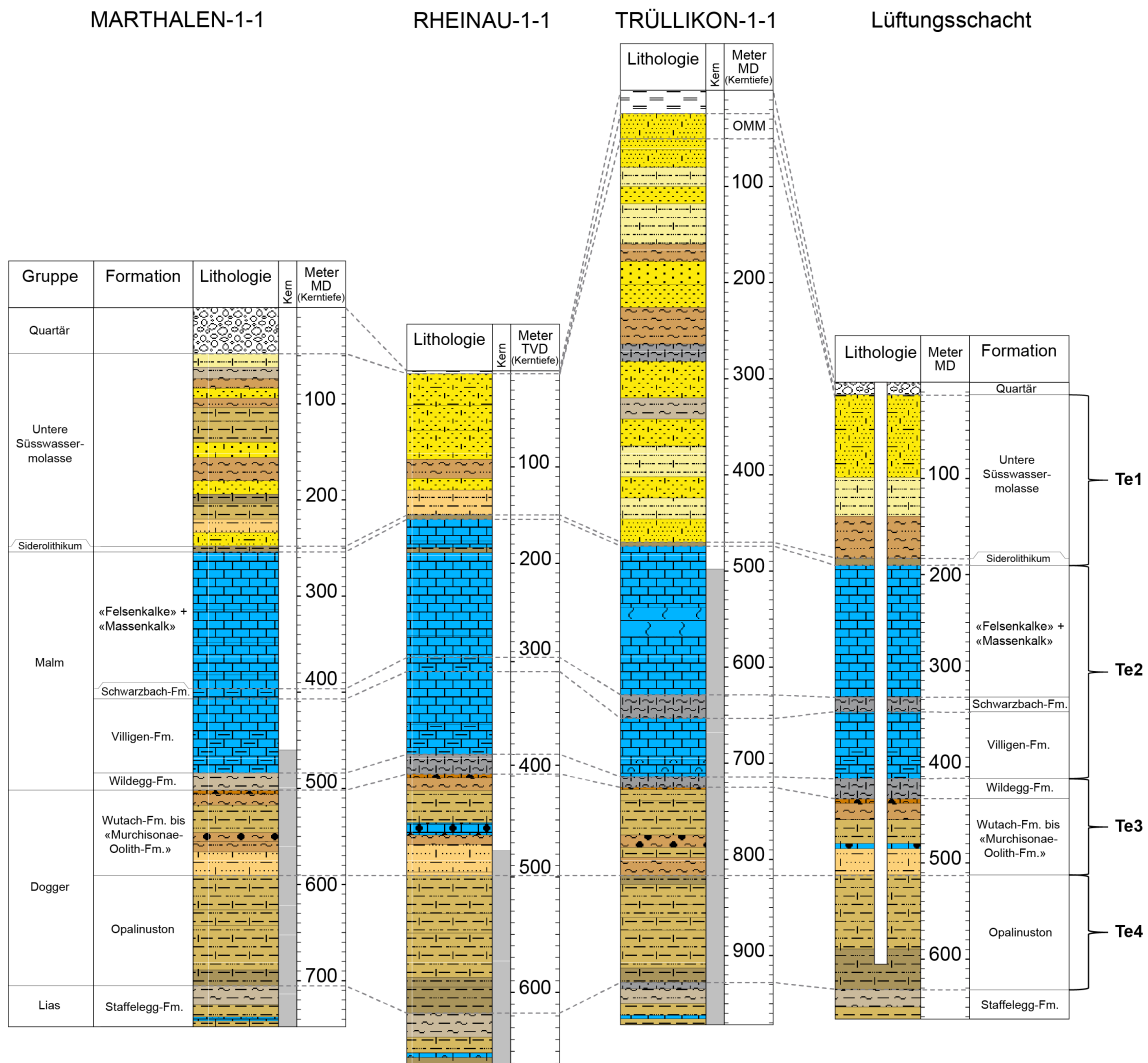 MARTHALEN-1-1
RHEINAU-1-1
TRÜLLIKON-1-1
Lüftungsschacht
Gruppe
Formation
Lithologie
Kern
Meter
MD
(Kerntiefe)
Quartär
Untere
Süsswasser-
molasse
Siderolithikum
Malm
«Felsenkalke» +
«Massenkalk»
Schwarzbach-Fm.
Villigen-Fm.
Wildegg-Fm.
Dogger
Wutach-Fm. bis
«Murchisonae-
Oolith-Fm.»
Opalinuston
Lias
Staffelegg-Fm.
100
200
300
400
500
600
700
Lithologie
Kern
Meter
TVD
(Kerntiefe)
100
200
300
400
500
600
Lithologie
Kern
Meter
MD
(Kerntiefe)
OMM
100
200
300
400
500
600
700
800
900
Lithologie
Meter
MD
Formation
100
200
300
400
500
600
Quartär
Untere
Süsswasser-
molasse
Siderolithikum
«Felsenkalke» +
«Massenkalk»
Schwarzbach-Fm.
Villigen-Fm.
Wildegg-Fm.
Wutach-Fm. bis
«Murchisonae-
Oolith-Fm.»
Opalinuston
Staffelegg-Fm.
Te1
Te2
Te3
Te4